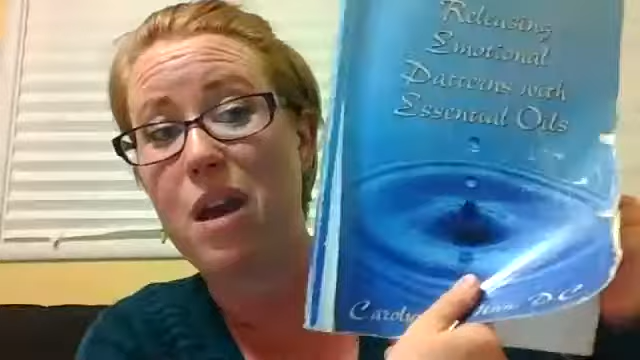 Releasing
Emotional
Patterns with
Essential Oils
D.C.